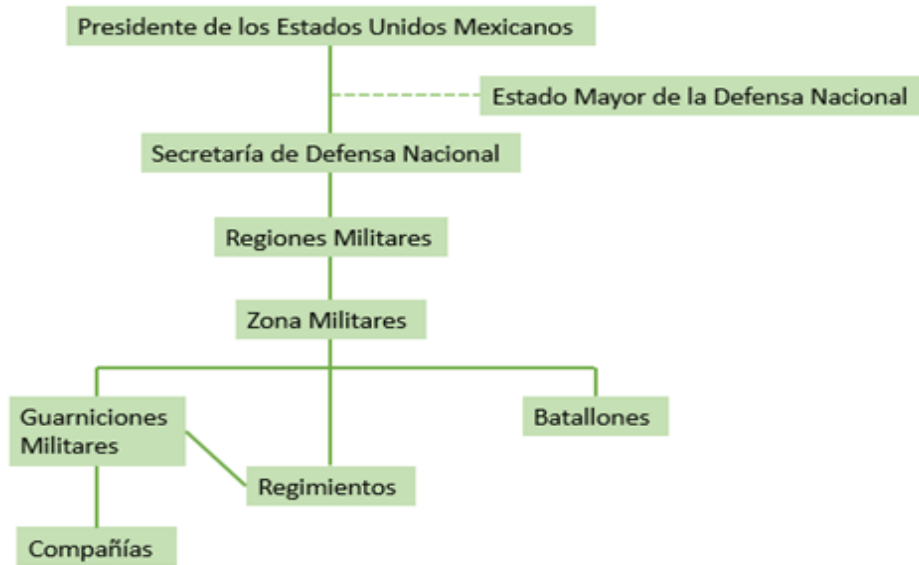 Presidente de los Estados Unidos Mexicanos
Estado Mayor de la Defensa Nacional
Secretaría de Defensa Nacional
Regiones Militares
Zona Militares
Guarniciones
Militares
Batallones
Regimientos
Compañías